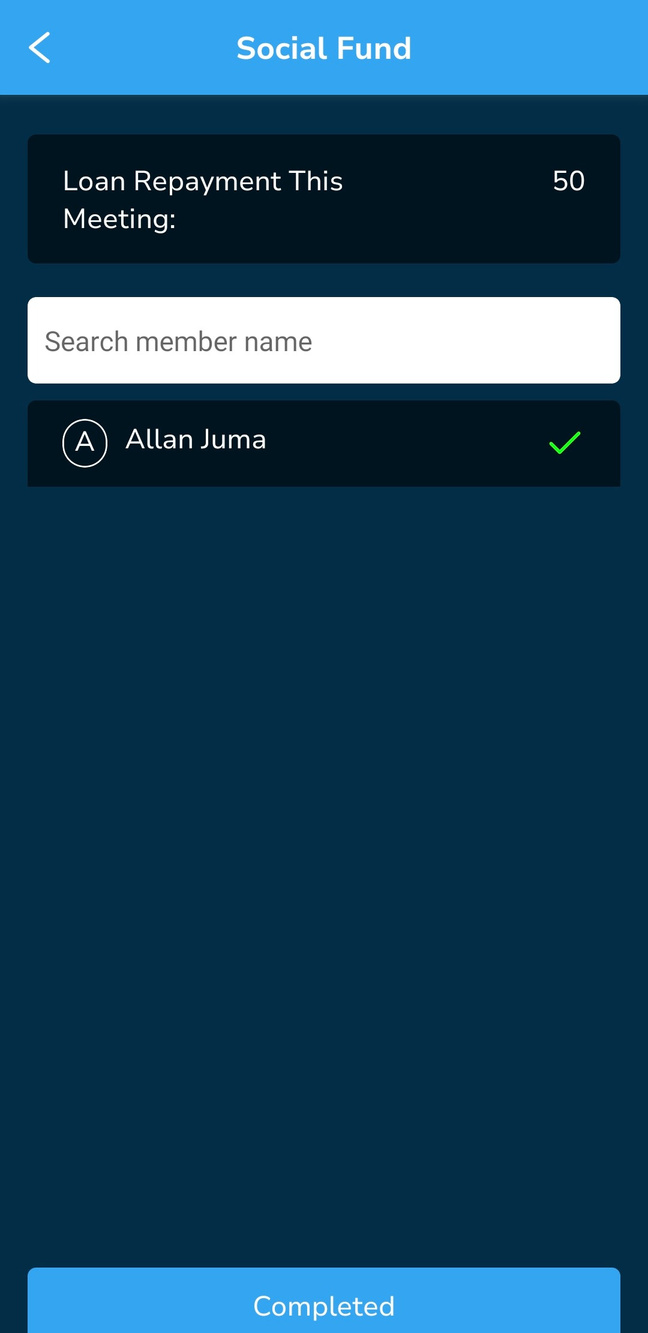 Social Fund
Loan Repayment This 50
Meeting:
Search member name
A Allan Juma
Completed